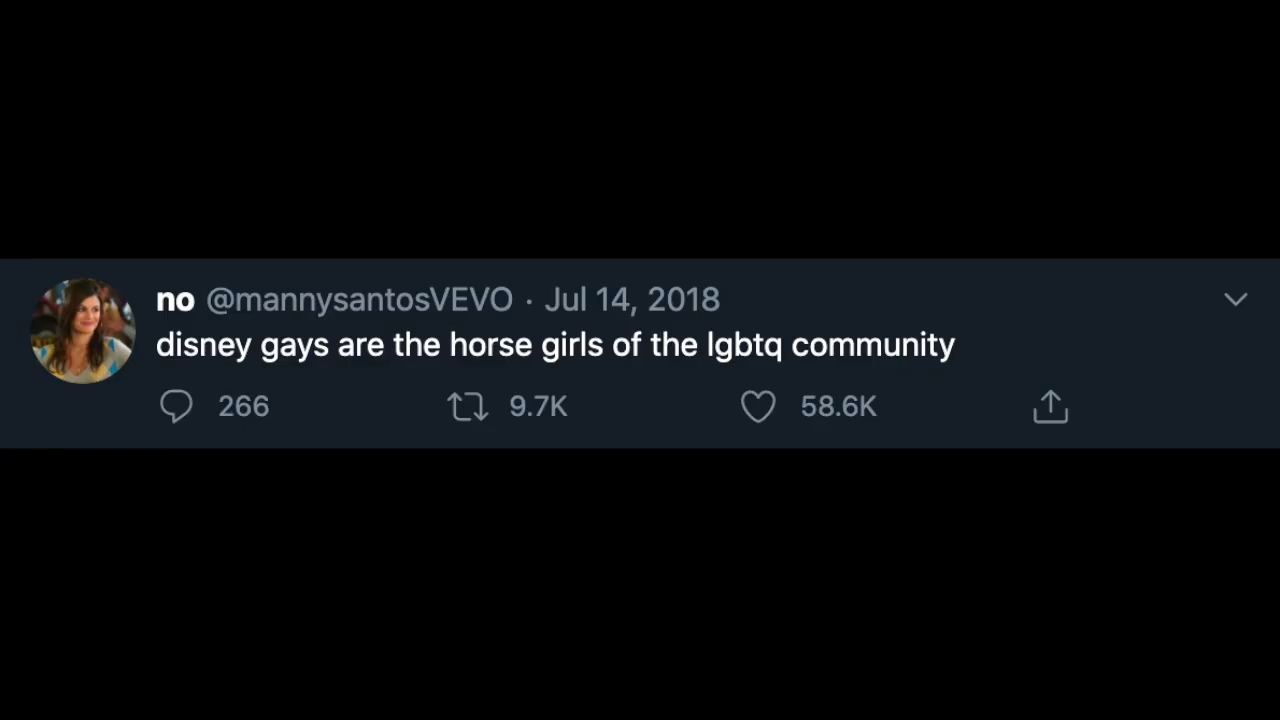 no @mannysantosVEVO · Jul 14, 2018
disney gays are the horse girls of the lgbtq community
266 9.7K 58.6K